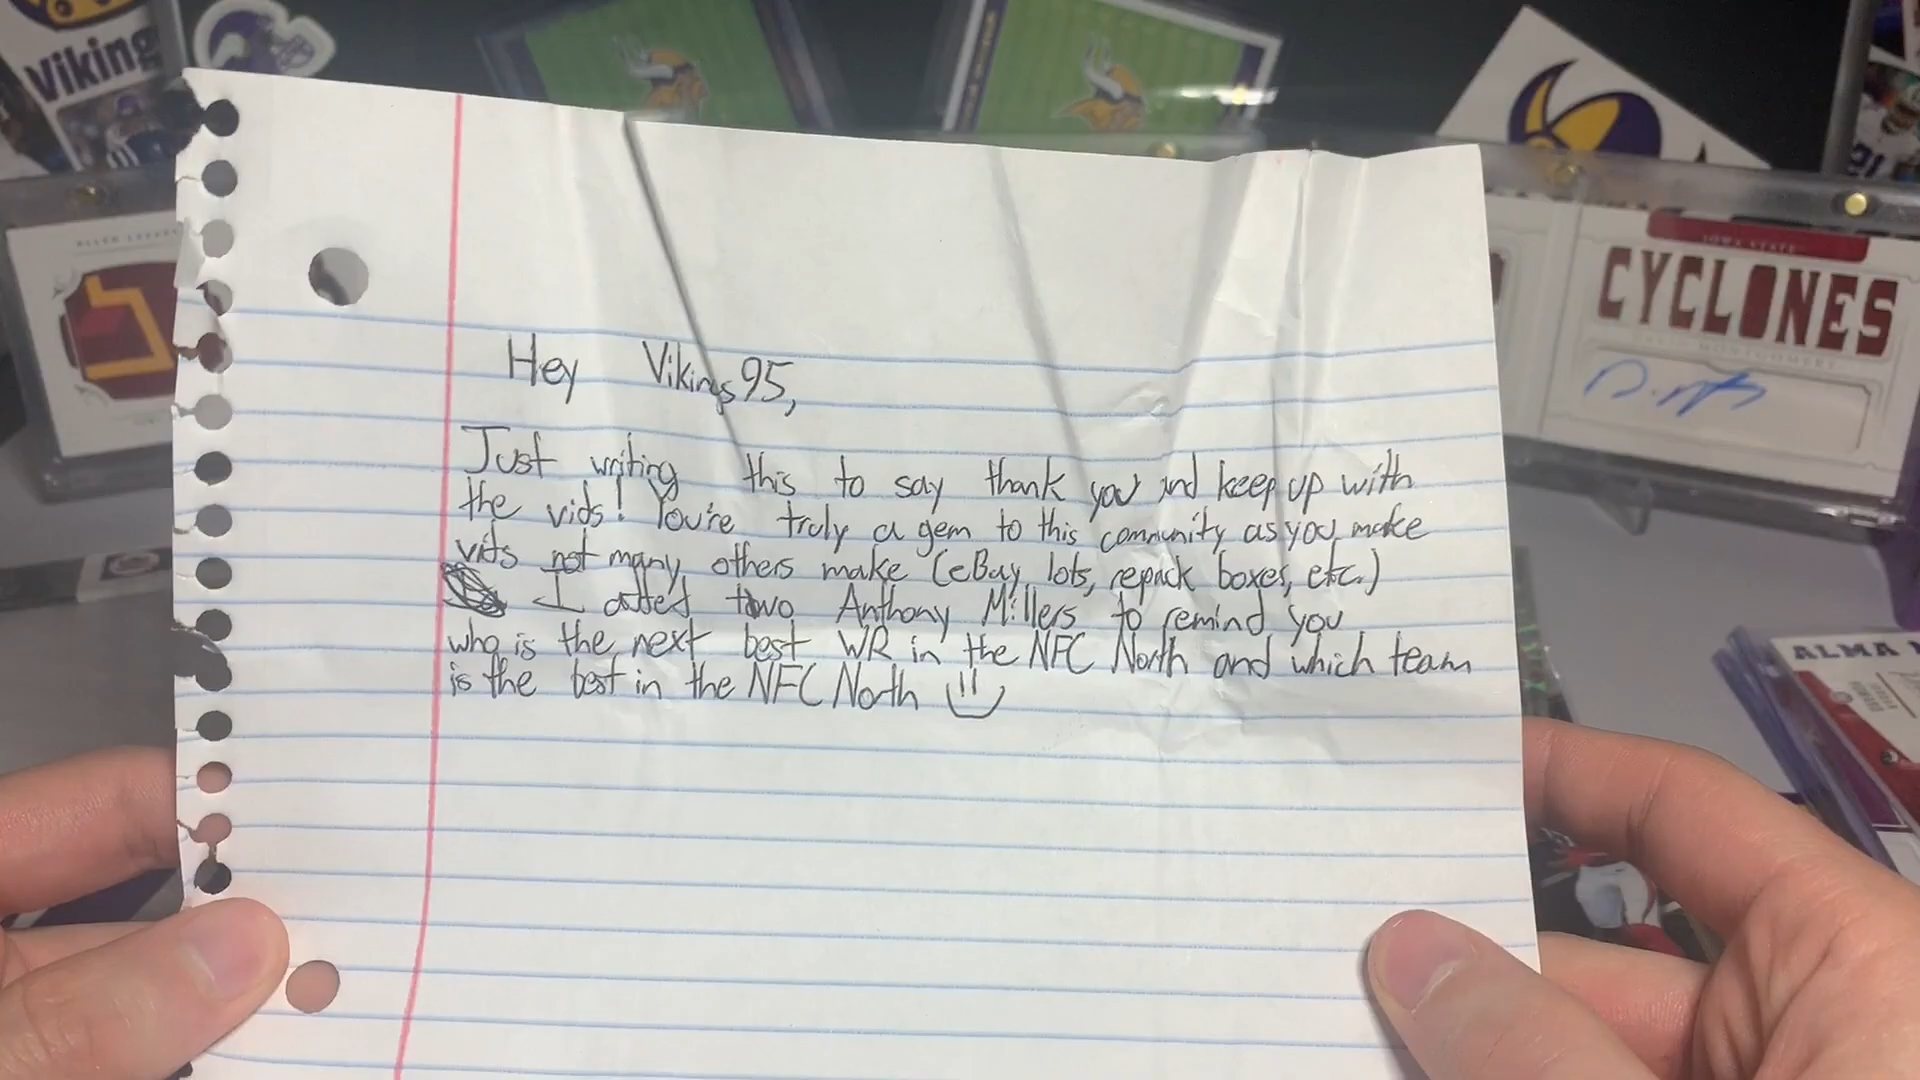 Viking
Hey Vikings95,
Just writing this to say thank you and keep up with
the vids! You're truly a gem to this community as you make
vids not many others make (eBay, lots, repack boxes, etc.)
I added two Anthony Millers to remind you
who is the next best WR in the NFC North and which team
is the best in the NFC North
IOWA STATE
CYCLONES
MONTGOMERY
ALMA